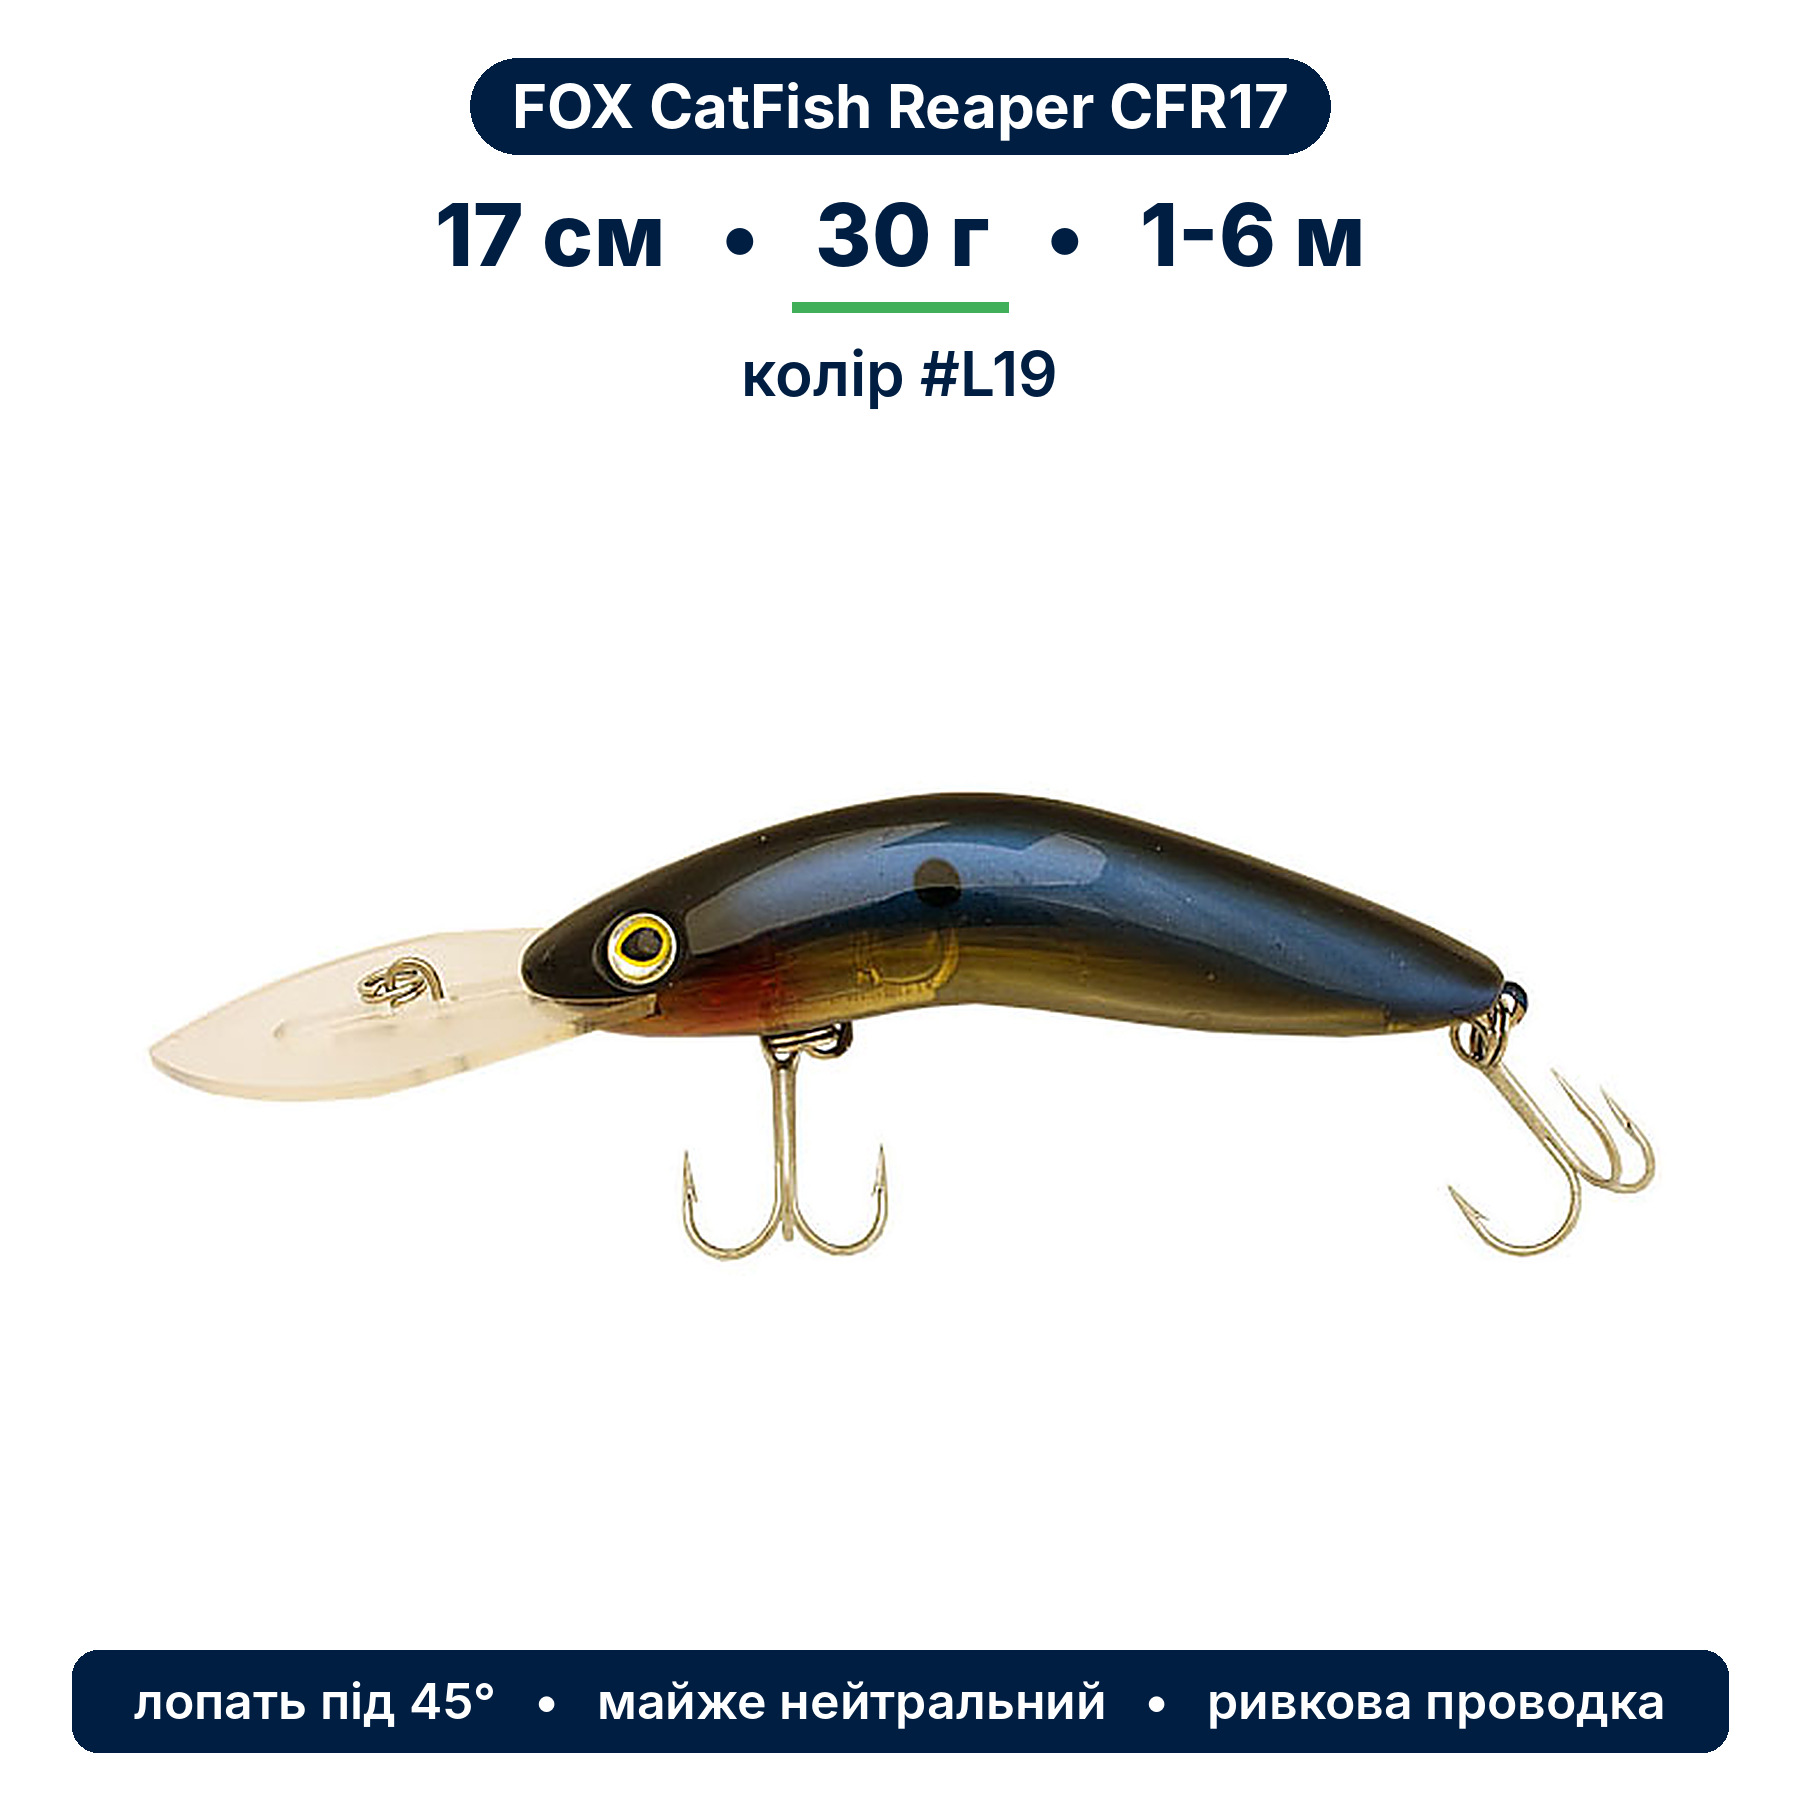 FOX CatFish Reaper CFR17
17 см • 30 г • 1-6 м
колір #L19
лопать під 45° • майже нейтральний • ривкова проводка